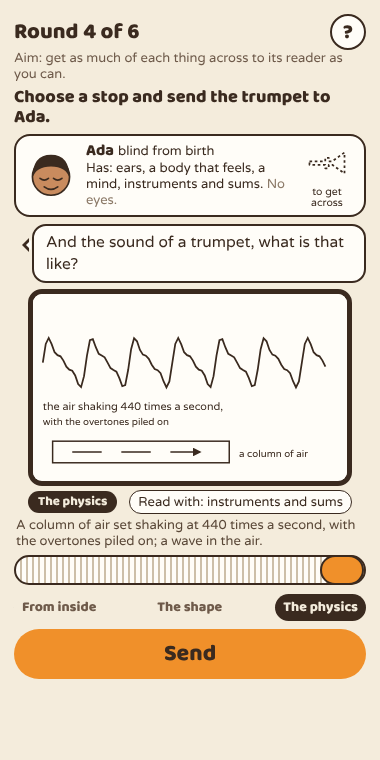 Round 4 of 6
?
Aim: get as much of each thing across to its reader as
you can.
Choose a stop and send the trumpet to
Ada.
Ada blind from birth
Has: ears, a body that feels, a
mind, instruments and sums. No
eyes.
to get
across
And the sound of a trumpet, what is that
like?
the air shaking 440 times a second,
with the overtones piled on
a column of air
The physics
Read with: instruments and sums
A column of air set shaking at 440 times a second, with
the overtones piled on; a wave in the air.
From inside
The shape
The physics
Send